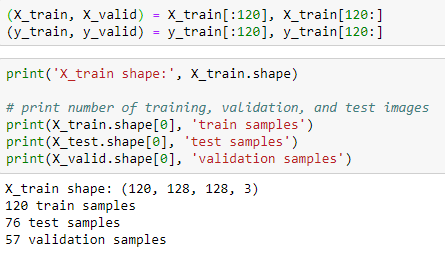 (X_train, X_valid) = X_train[:120], X_train[120:]
(y_train, y_valid) = y_train[:120], y_train[120:]
print('X_train shape:', X_train.shape)
# print number of training, validation, and test images
print(X_train.shape[0], 'train samples')
print(X_test.shape[0], 'test samples')
print(X_valid.shape[0], 'validation samples')
X_train shape: (120, 128, 128, 3)
120 train samples
76 test samples
57 validation samples